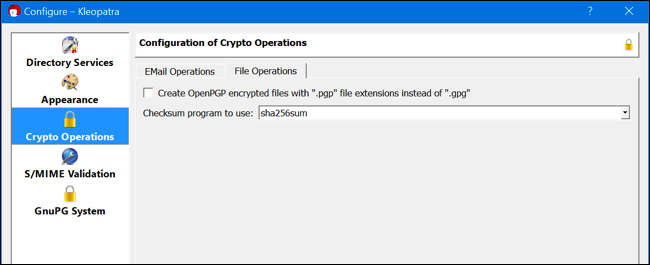 Configure – Kleopatra
Directory Services
Appearance
Crypto Operations
S/MIME Validation
GnuPG System
Configuration of Crypto Operations
EMail Operations File Operations
Create OpenPGP encrypted files with ".pgp" file extensions instead of ".gpg"
Checksum program to use: sha256sum